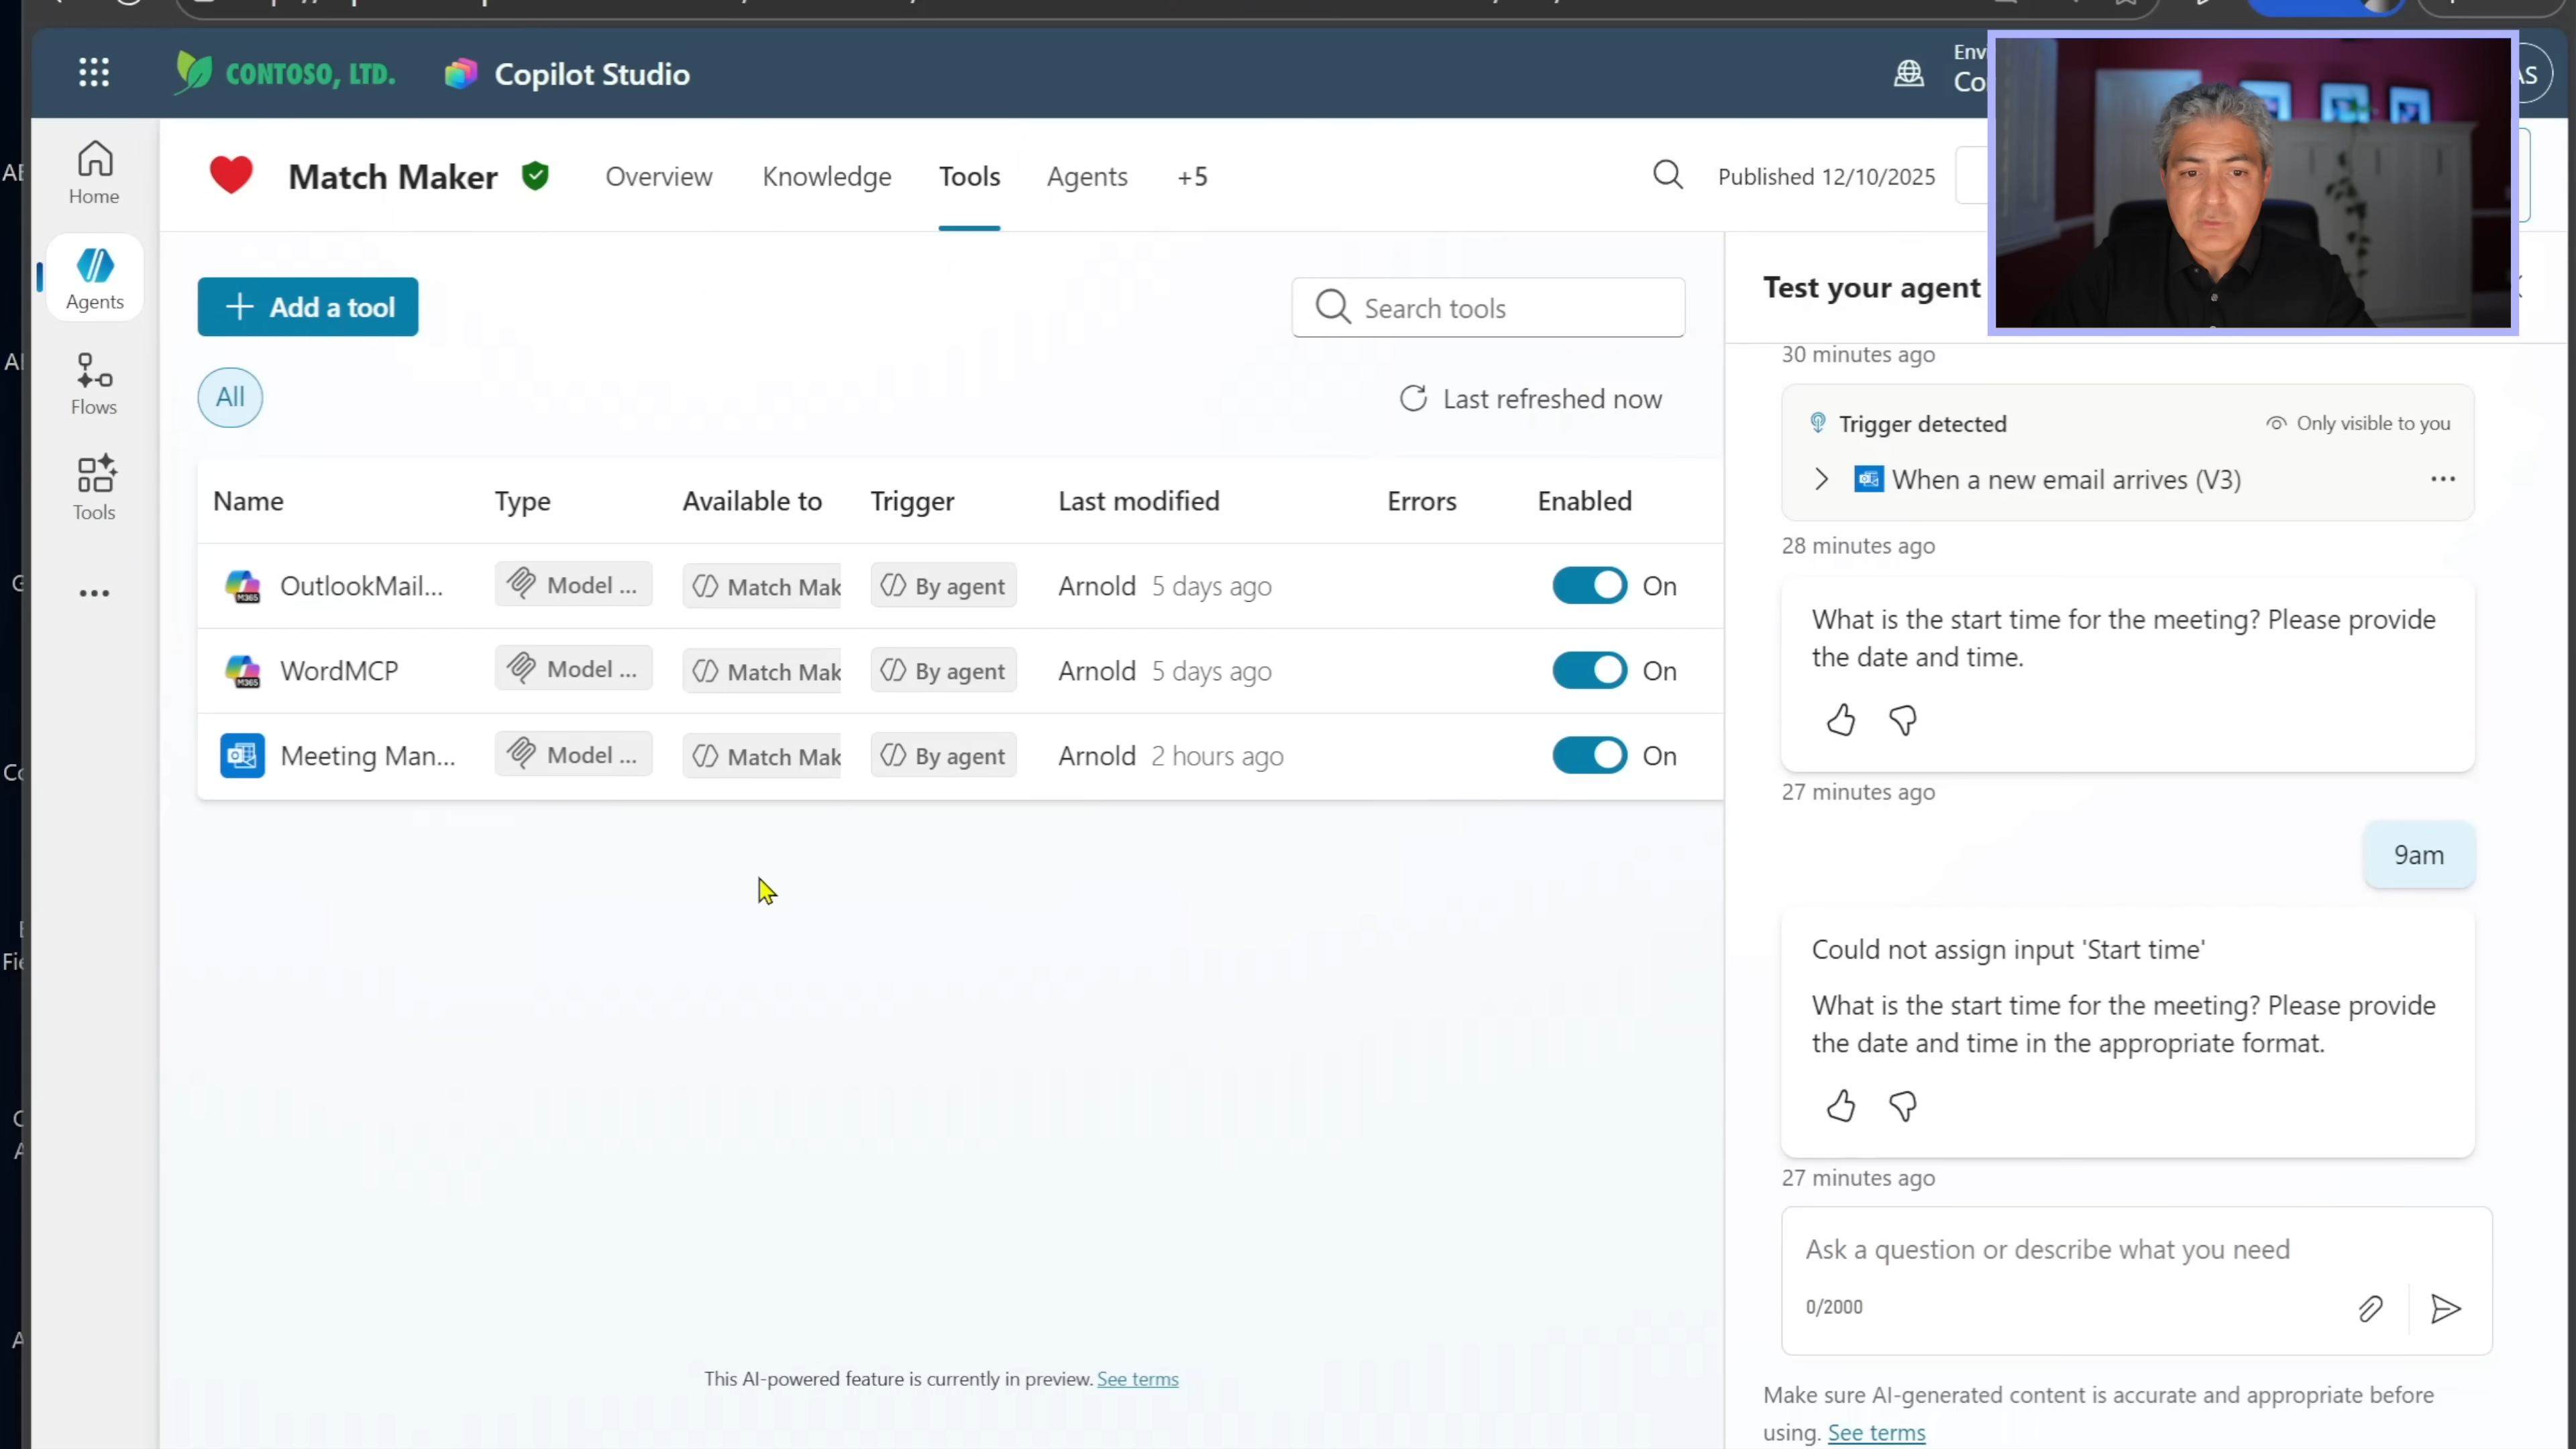 CONTOSO, LTD.
Copilot Studio
Env
Co
AS
Home
Agents
Flows
Tools
Match Maker
Overview
Knowledge
Tools
Agents
+5
Published 12/10/2025
Add a tool
Search tools
All
Last refreshed now
Name Type Available to Trigger Last modified Errors Enabled
OutlookMail... Model ... Match Mak By agent Arnold 5 days ago On
WordMCP Model ... Match Mak By agent Arnold 5 days ago On
Meeting Man... Model ... Match Mak By agent Arnold 2 hours ago On
This AI-powered feature is currently in preview. See terms
Test your agent
30 minutes ago
Trigger detected
Only visible to you
When a new email arrives (V3)
28 minutes ago
What is the start time for the meeting? Please provide
the date and time.
27 minutes ago
9am
Could not assign input 'Start time'
What is the start time for the meeting? Please provide
the date and time in the appropriate format.
27 minutes ago
Ask a question or describe what you need
0/2000
Make sure AI-generated content is accurate and appropriate before
using. See terms